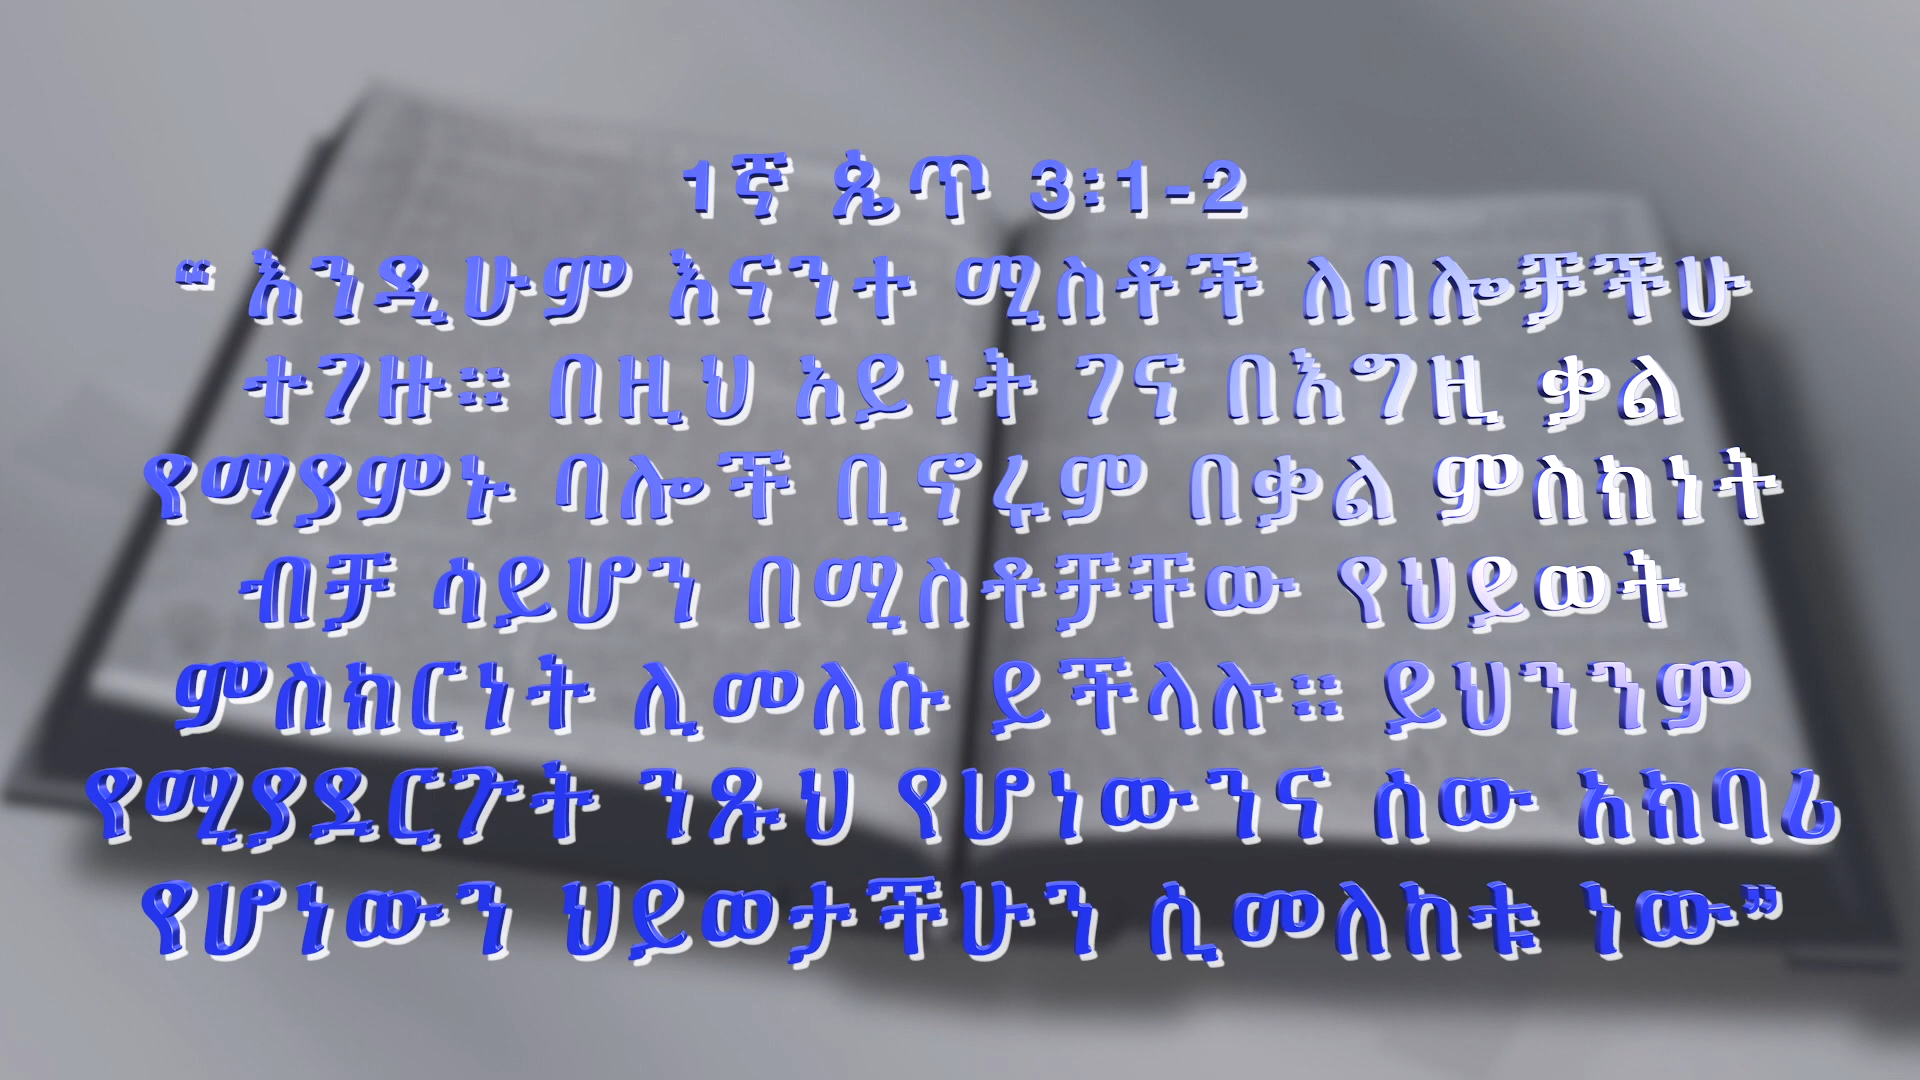 1ኛ ጴጥ 3፡1-2
“ እንዲሁም እናንተ ሚስቶች ለባሎቻችሁ
ተገዙ። በዚህ አይነት ገና በእግዚ ቃል
የማያምኑ ባሎች ቢኖሩም በቃል ምስክነት
ብቻ ሳይሆን በሚስቶቻቸው የህይወት
ምስክርነት ሊመለሱ ይችላሉ። ይህንንም
የሚያደርጉት ንጹህ የሆነውንና ሰው አክባሪ
የሆነውን ህይወታችሁን ሲመለከቱ ነው”